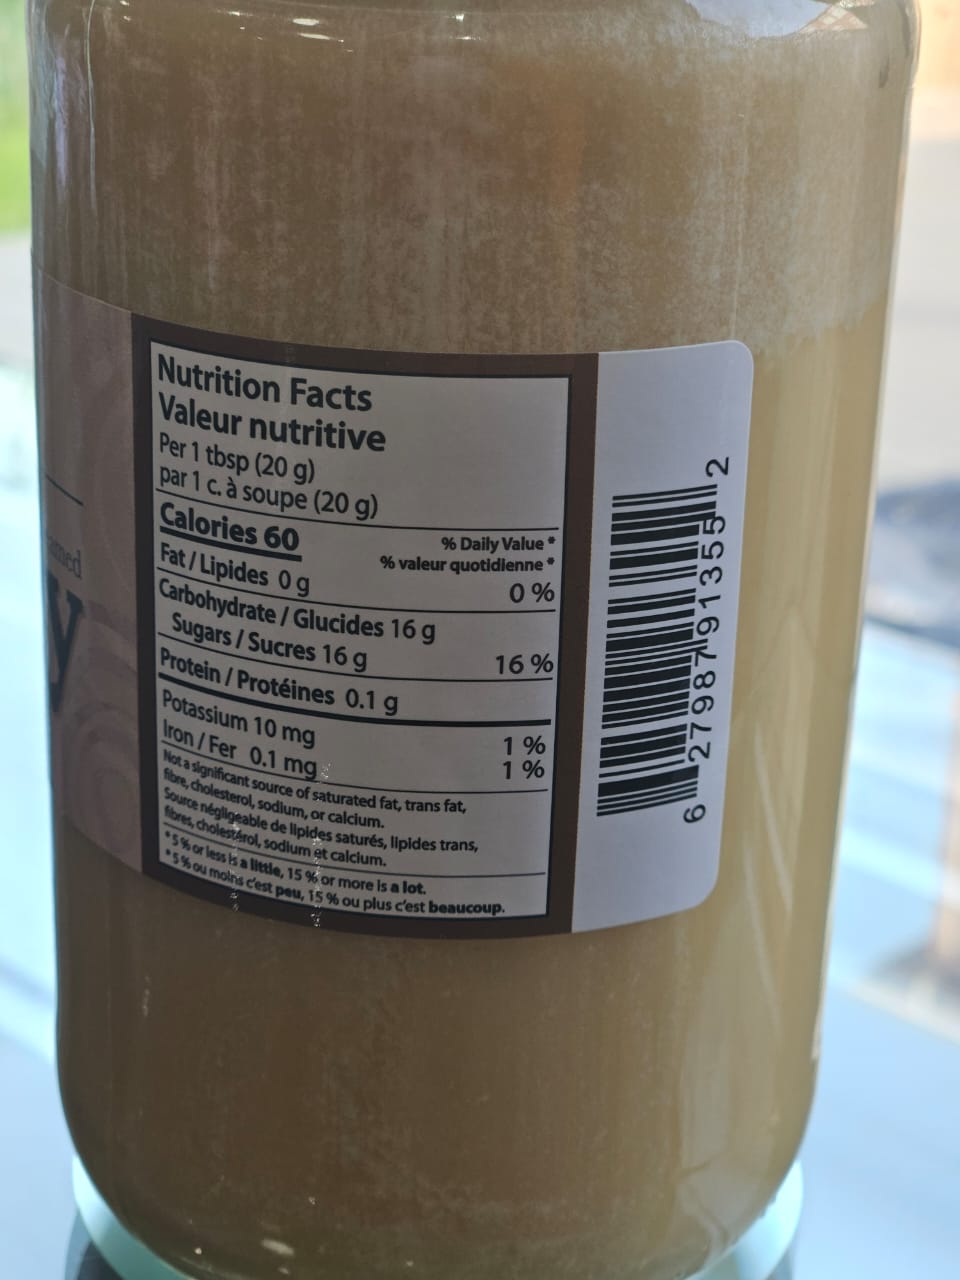 Nutrition Facts
Valeur nutritive
Per 1 tbsp (20 g)
par 1 c. à soupe (20 g)
Calories 60
% Daily Value *
% valeur quotidienne *
Fat / Lipides 0 g 0 %
Carbohydrate / Glucides 16 g
Sugars / Sucres 16 g 16 %
Protein / Protéines 0.1 g
Potassium 10 mg 1 %
Iron / Fer 0.1 mg 1 %
Not a significant source of saturated fat, trans fat,
fibre, cholesterol, sodium, or calcium.
Source négligeable de lipides saturés, lipides trans,
fibres, cholestérol, sodium et calcium.
*5 % or less is a little, 15 % or more is a lot.
*5 % ou moins c'est peu, 15 % ou plus c'est beaucoup.
6 27987 91355 2